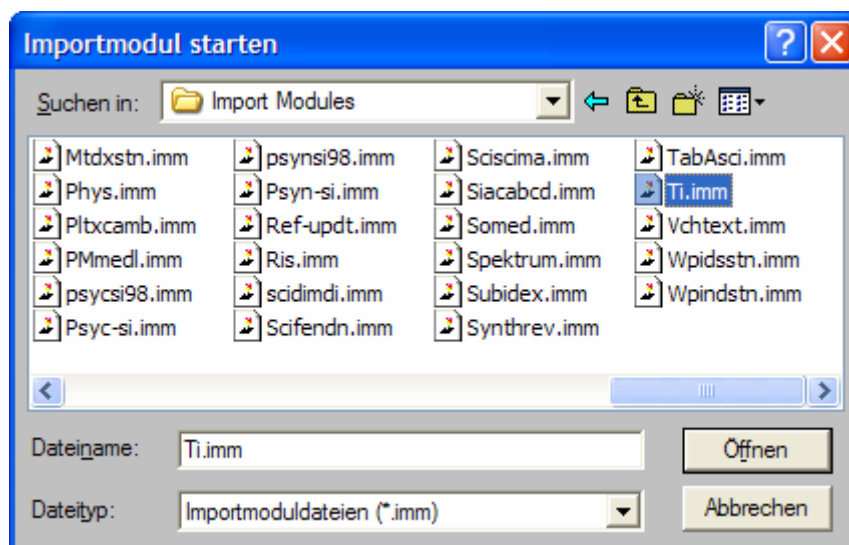 Importmodul starten
Suchen in: Import Modules
Mtdxstn.imm psynsi98.imm Sciscima.imm TabAsci.imm
Phys.imm Psyn-si.imm Siacabcd.imm Ti.imm
Pltxcamb.imm Ref-updt.imm Somed.imm Vchtext.imm
PMmedl.imm Ris.imm Spektrum.imm Wpidsstn.imm
psycsi98.imm scidimdi.imm Subidex.imm Wpindstn.imm
Psyc-si.imm Scifendn.imm Synthrev.imm
Dateiname: Ti.imm Öffnen
Dateityp: Importmoduldateien (*.imm) Abbrechen